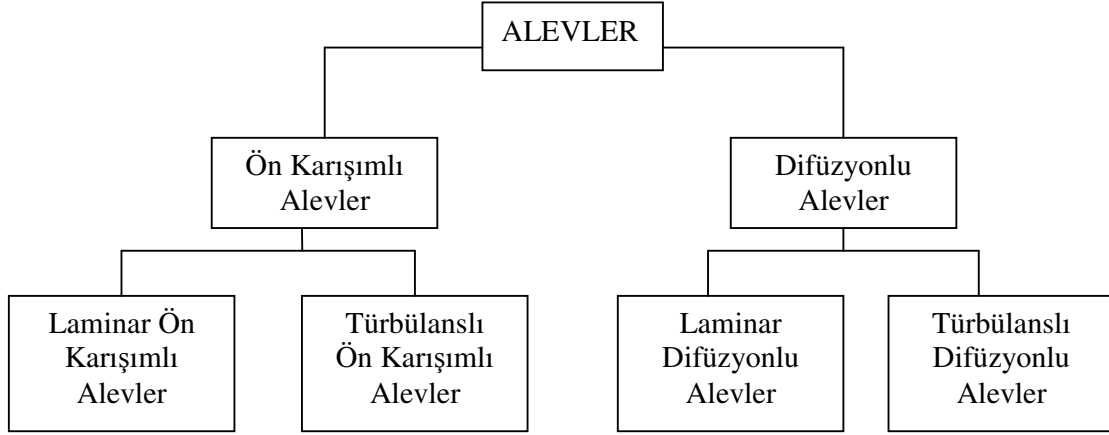 ALEVLER
Ön Karışımlı
Alevler
Difüzyonlu
Alevler
Laminar Ön
Karışımlı
Alevler
Türbülanslı
Ön Karışımlı
Alevler
Laminar
Difüzyonlu
Alevler
Türbülanslı
Difüzyonlu
Alevler